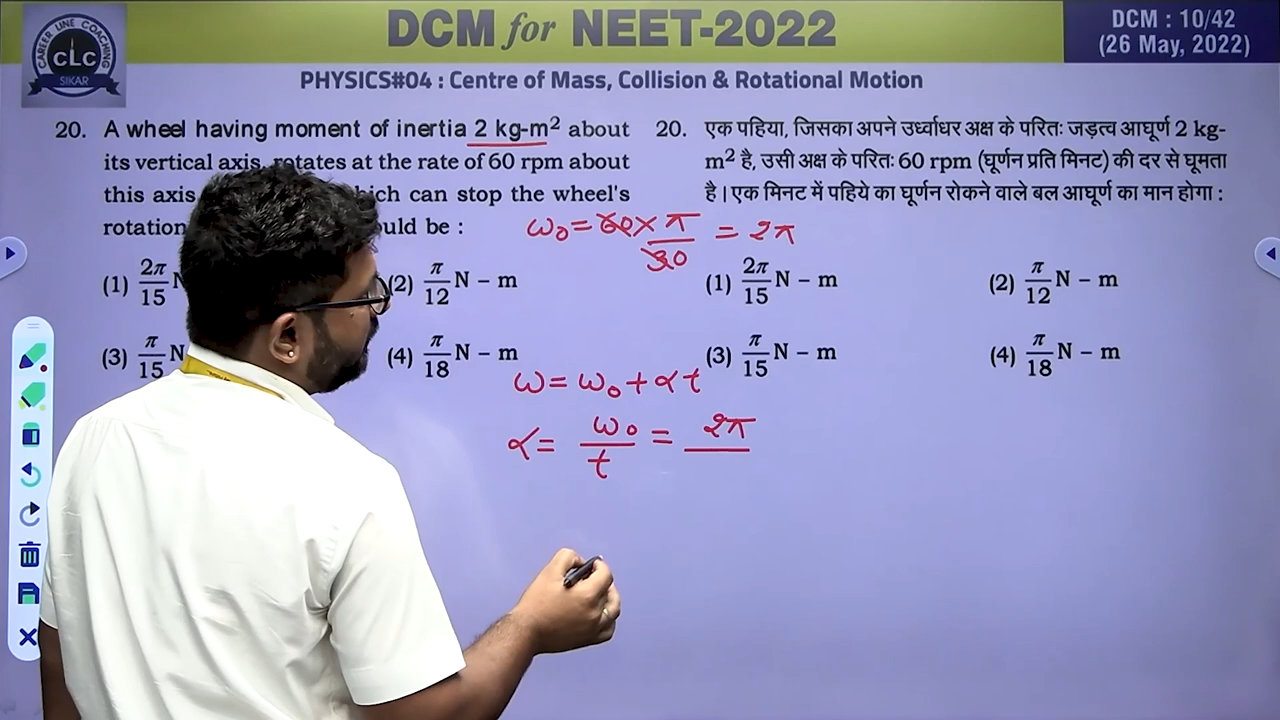 DCM for NEET-2022
DCM : 10/42
(26 May, 2022)
CAREER LINE COACHING
CLC
SIKAR
PHYSICS#04 : Centre of Mass, Collision & Rotational Motion
20. A wheel having moment of inertia 2 kg-m² about
its vertical axis, rotates at the rate of 60 rpm about
this axis ch can stop the wheel's
rotation uld be :
(1) 2π/15 N
(2) π/12 N – m
(3) π/15 N
(4) π/18 N – m
20. एक पहिया, जिसका अपने उर्ध्वाधर अक्ष के परितः जड़त्व आघूर्ण 2 kg-
m² है, उसी अक्ष के परितः 60 rpm (घूर्णन प्रति मिनट) की दर से घूमता
है। एक मिनट में पहिये का घूर्णन रोकने वाले बल आघूर्ण का मान होगा :
(1) 2π/15 N – m
(2) π/12 N – m
(3) π/15 N – m
(4) π/18 N – m
ω₀ = 60 × π/30 = 2π
ω = ω₀ + αt
α = ω₀/t = 2π